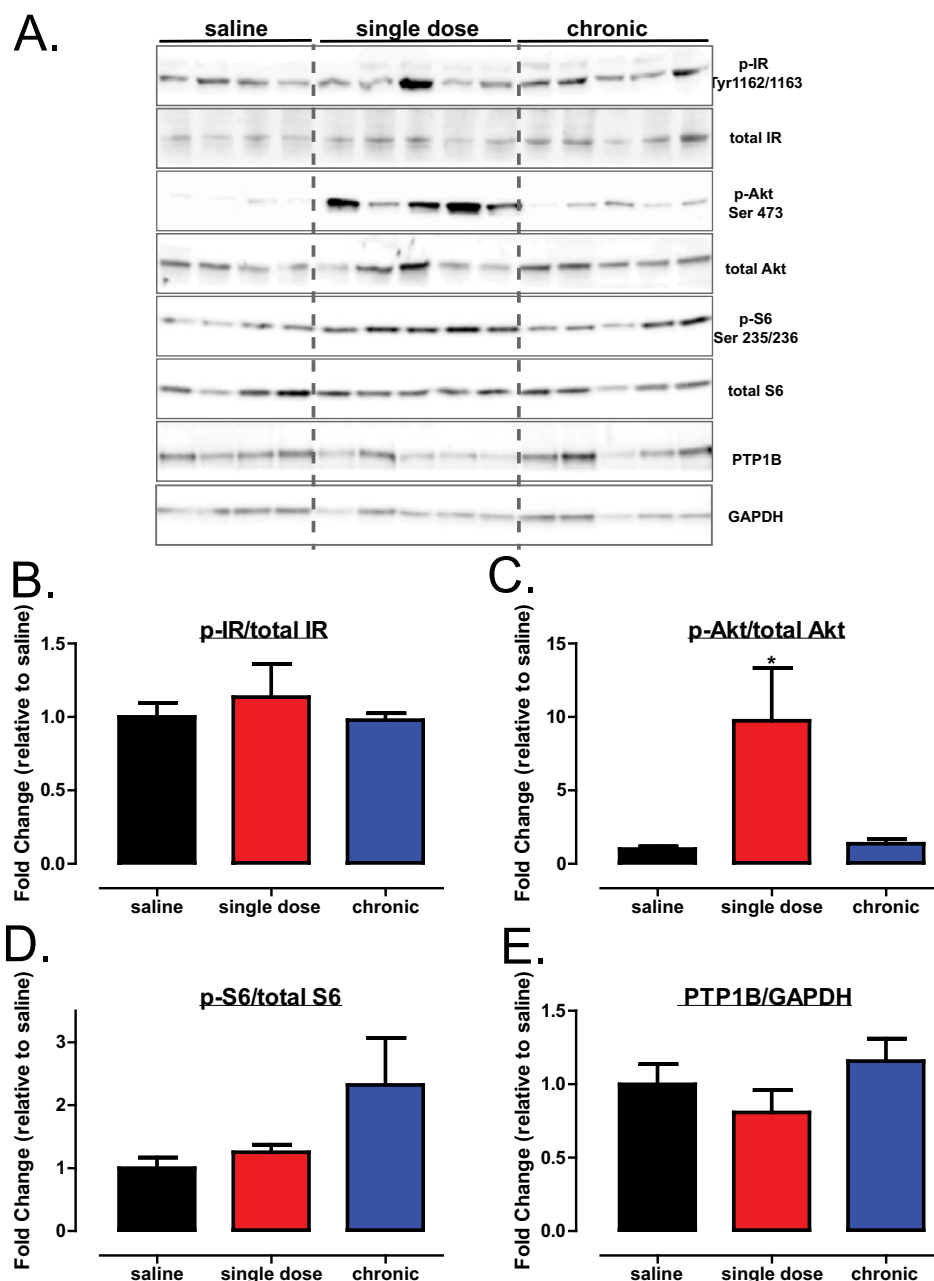 A.
saline single dose chronic
p-IR
Tyr1162/1163
total IR
p-Akt
Ser 473
total Akt
p-S6
Ser 235/236
total S6
PTP1B
GAPDH
B.
p-IR/total IR
Fold Change (relative to saline)
1.5
1.0
0.5
0.0
saline single dose chronic
C.
p-Akt/total Akt
Fold Change (relative to saline)
15
10
5
0
*
saline single dose chronic
D.
p-S6/total S6
Fold Change (relative to saline)
3
2
1
0
saline single dose chronic
E.
PTP1B/GAPDH
Fold Change (relative to saline)
1.5
1.0
0.5
0.0
saline single dose chronic